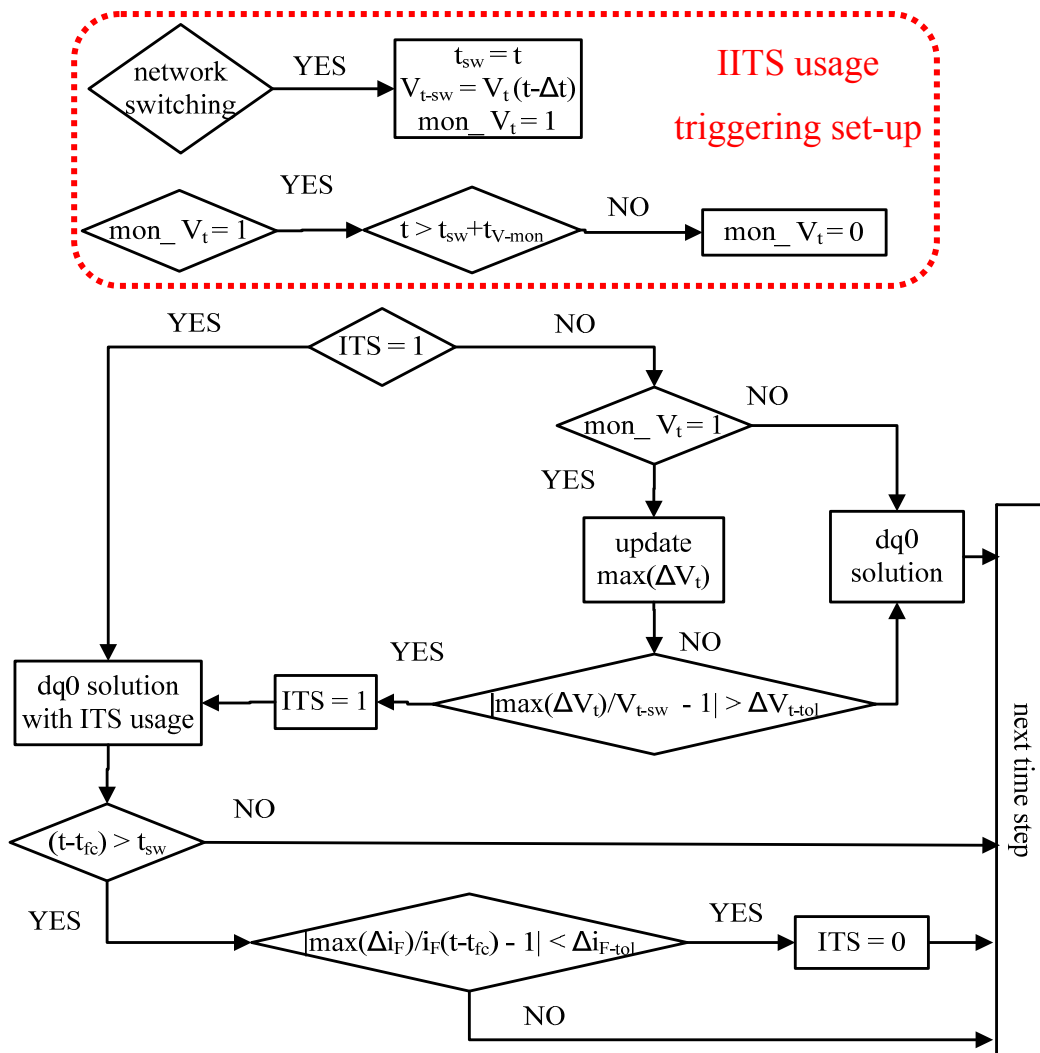 network
switching
YES
t_sw = t
V_t-sw = V_t (t-Δt)
mon_ V_t = 1
IITS usage
triggering set-up
mon_ V_t = 1
YES
t > t_sw+t_V-mon
NO
mon_ V_t = 0
YES
ITS = 1
NO
mon_ V_t = 1
NO
YES
update
max(ΔV_t)
dq0
solution
NO
YES
|max(ΔV_t)/V_t-sw - 1| > ΔV_t-tol
ITS = 1
dq0 solution
with ITS usage
next time step
(t-t_fc) > t_sw
NO
YES
|max(Δi_F)/i_F(t-t_fc) - 1| < Δi_F-tol
YES
ITS = 0
NO